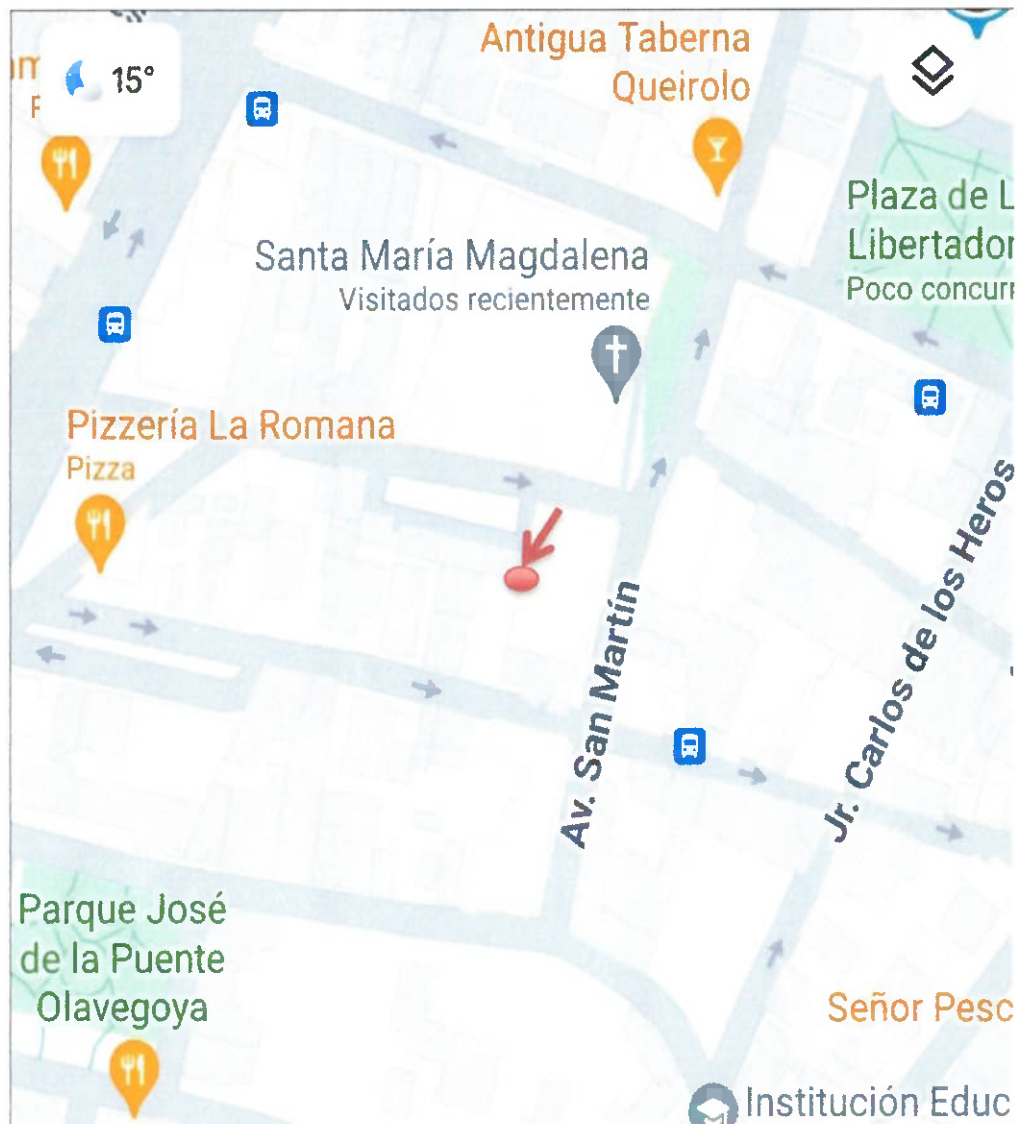 Antigua Taberna
Queirolo
15°
Plaza de L
Libertador
Poco concurr
Santa María Magdalena
Visitados recientemente
Pizzería La Romana
Pizza
Av. San Martín
Jr. Carlos de los Heros
Parque José
de la Puente
Olavegoya
Señor Pesc
Institución Educ